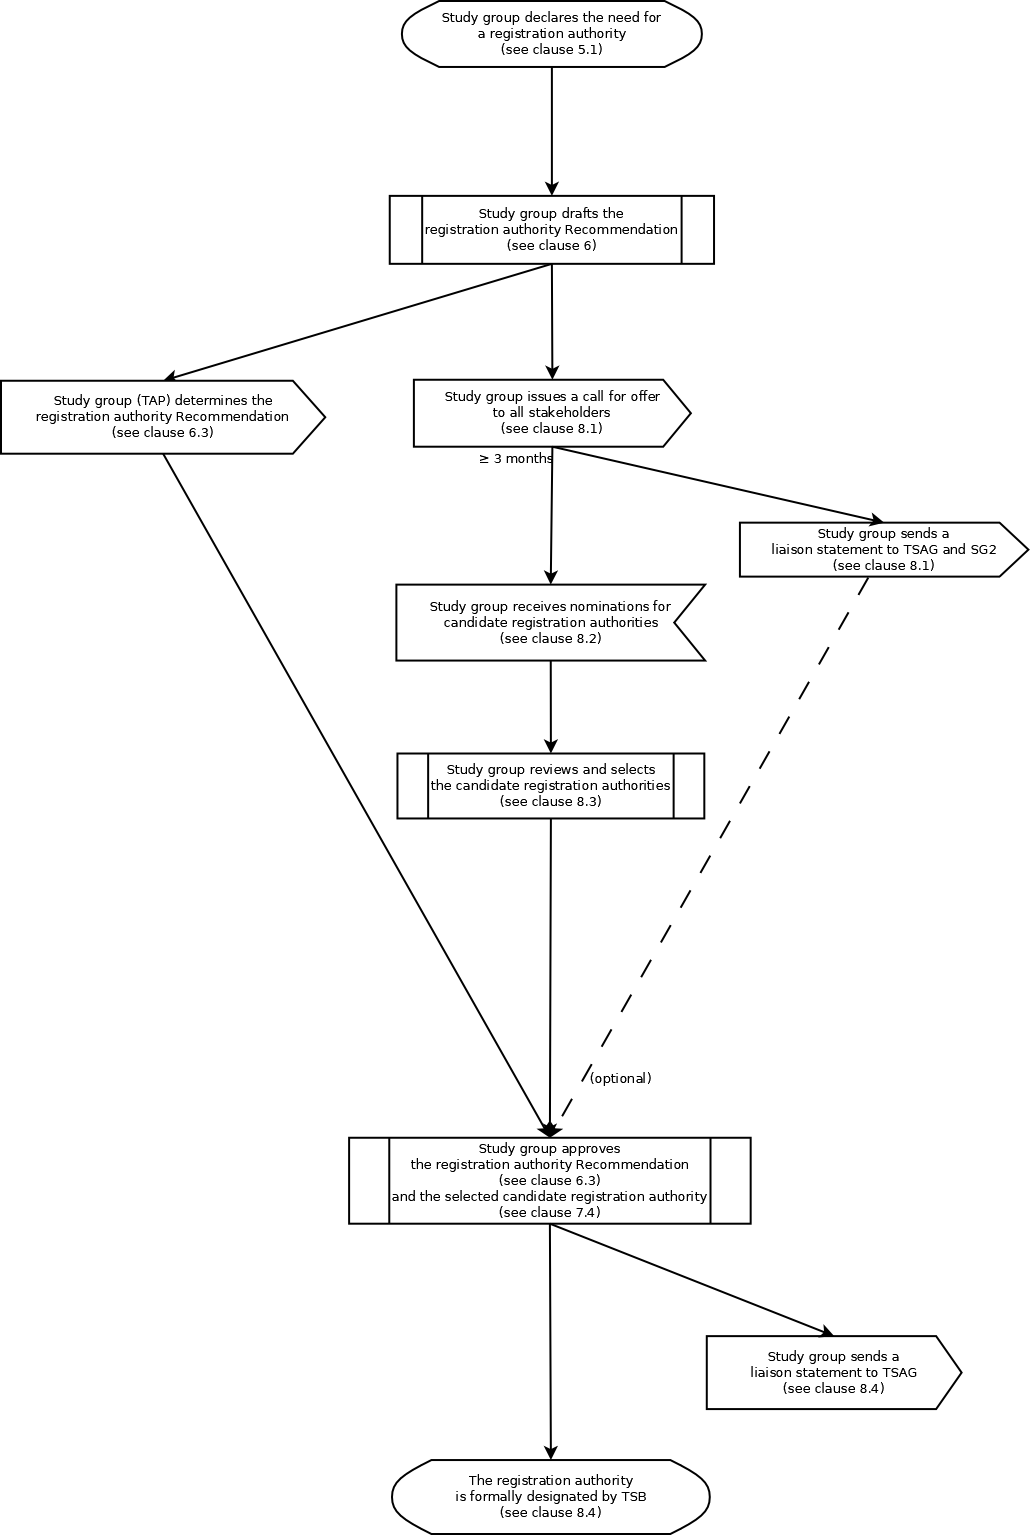 Study group declares the need for
a registration authority
(see clause 5.1)
Study group drafts the
registration authority Recommendation
(see clause 6)
Study group (TAP) determines the
registration authority Recommendation
(see clause 6.3)
Study group issues a call for offer
to all stakeholders
(see clause 8.1)
≥ 3 months
Study group sends a
liaison statement to TSAG and SG2
(see clause 8.1)
Study group receives nominations for
candidate registration authorities
(see clause 8.2)
Study group reviews and selects
the candidate registration authorities
(see clause 8.3)
(optional)
Study group approves
the registration authority Recommendation
(see clause 6.3)
and the selected candidate registration authority
(see clause 7.4)
Study group sends a
liaison statement to TSAG
(see clause 8.4)
The registration authority
is formally designated by TSB
(see clause 8.4)